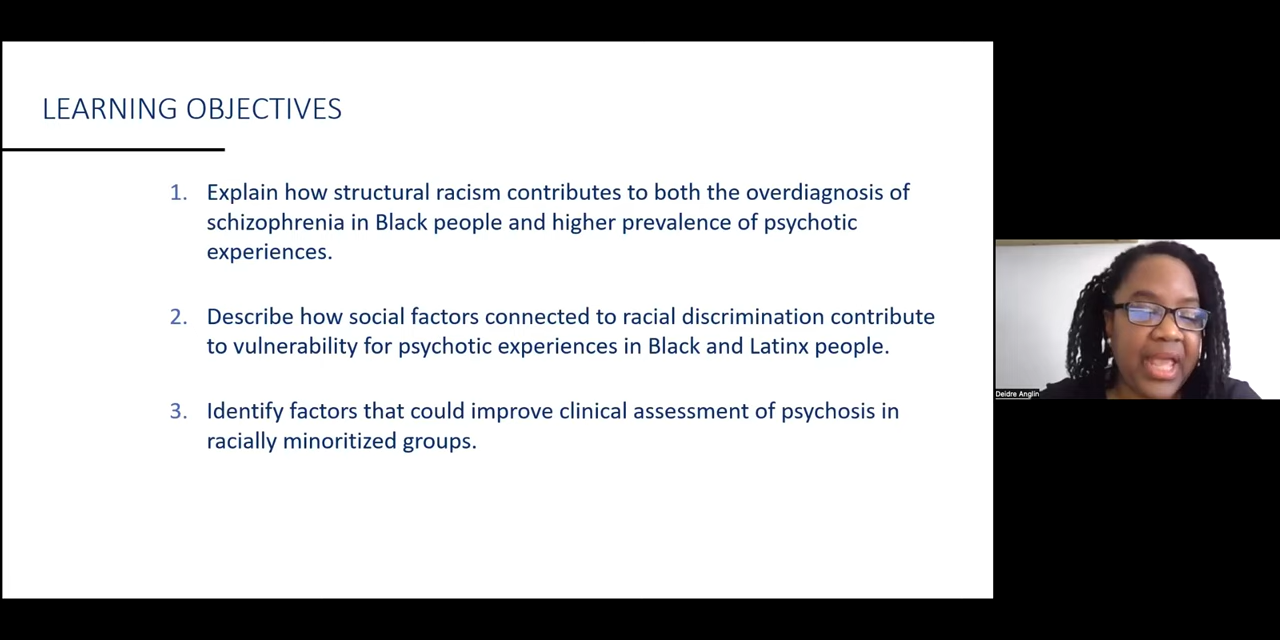 LEARNING OBJECTIVES
1. Explain how structural racism contributes to both the overdiagnosis of
schizophrenia in Black people and higher prevalence of psychotic
experiences.
2. Describe how social factors connected to racial discrimination contribute
to vulnerability for psychotic experiences in Black and Latinx people.
3. Identify factors that could improve clinical assessment of psychosis in
racially minoritized groups.
Deidre Anglin